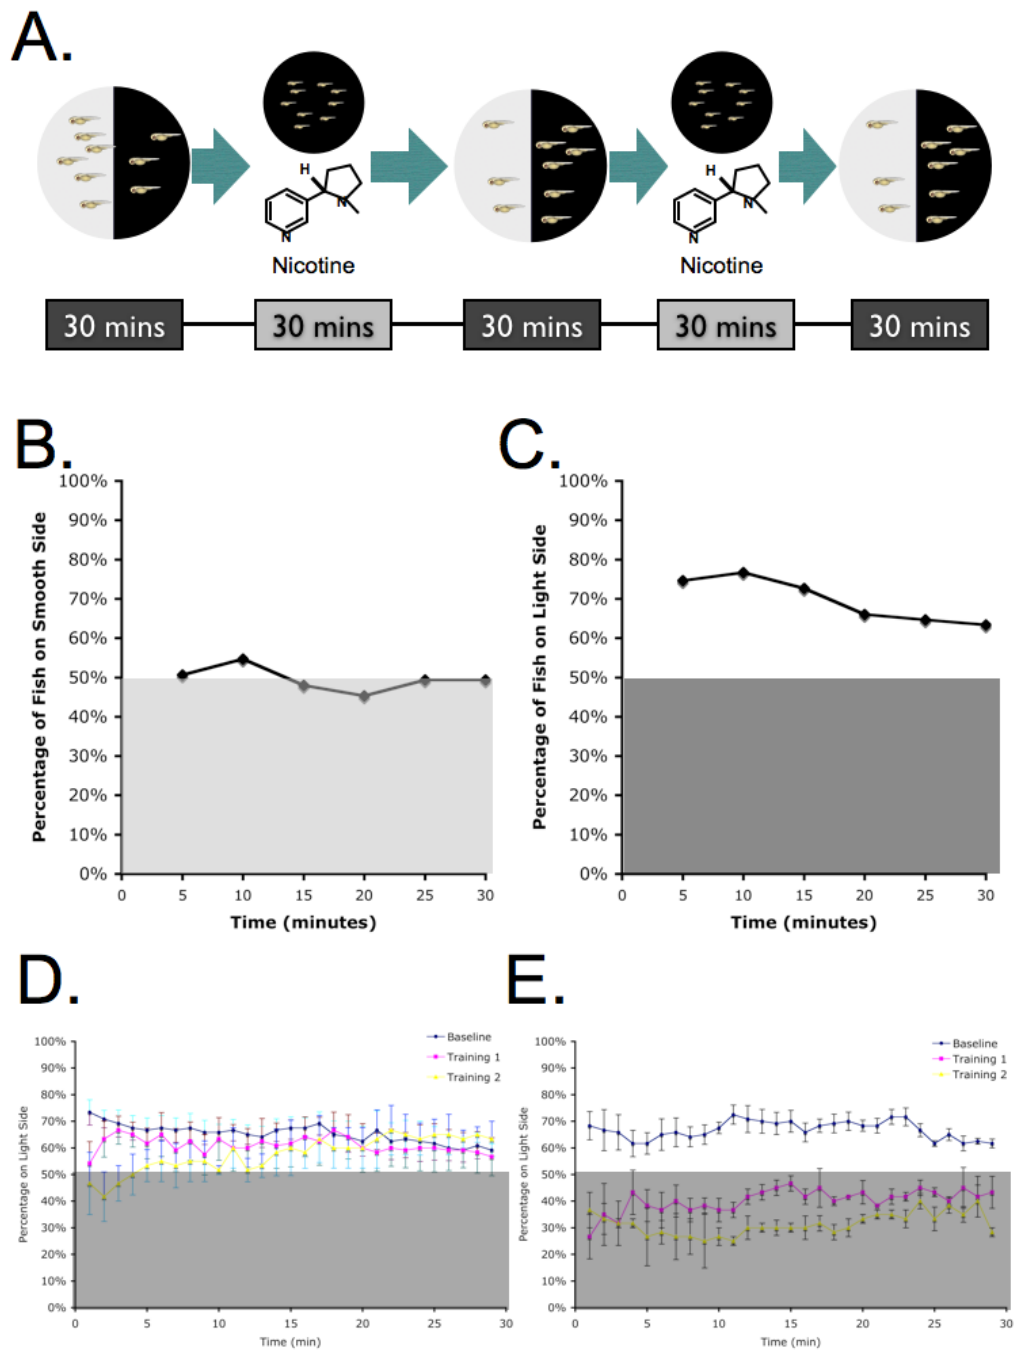 A.
H
N
N
Nicotine
H
N
N
Nicotine
30 mins
30 mins
30 mins
30 mins
30 mins
B.
100%
90%
80%
70%
60%
50%
40%
30%
20%
10%
0%
Percentage of Fish on Smooth Side
0 5 10 15 20 25 30
Time (minutes)
C.
100%
90%
80%
70%
60%
50%
40%
30%
20%
10%
0%
Percentage of Fish on Light Side
0 5 10 15 20 25 30
Time (minutes)
D.
Baseline
Training 1
Training 2
100%
90%
80%
70%
60%
50%
40%
30%
20%
10%
0%
Percentage on Light Side
0 5 10 15 20 25 30
Time (min)
E.
Baseline
Training 1
Training 2
100%
90%
80%
70%
60%
50%
40%
30%
20%
10%
0%
Percentage on Light Side
0 5 10 15 20 25 30
Time (min)